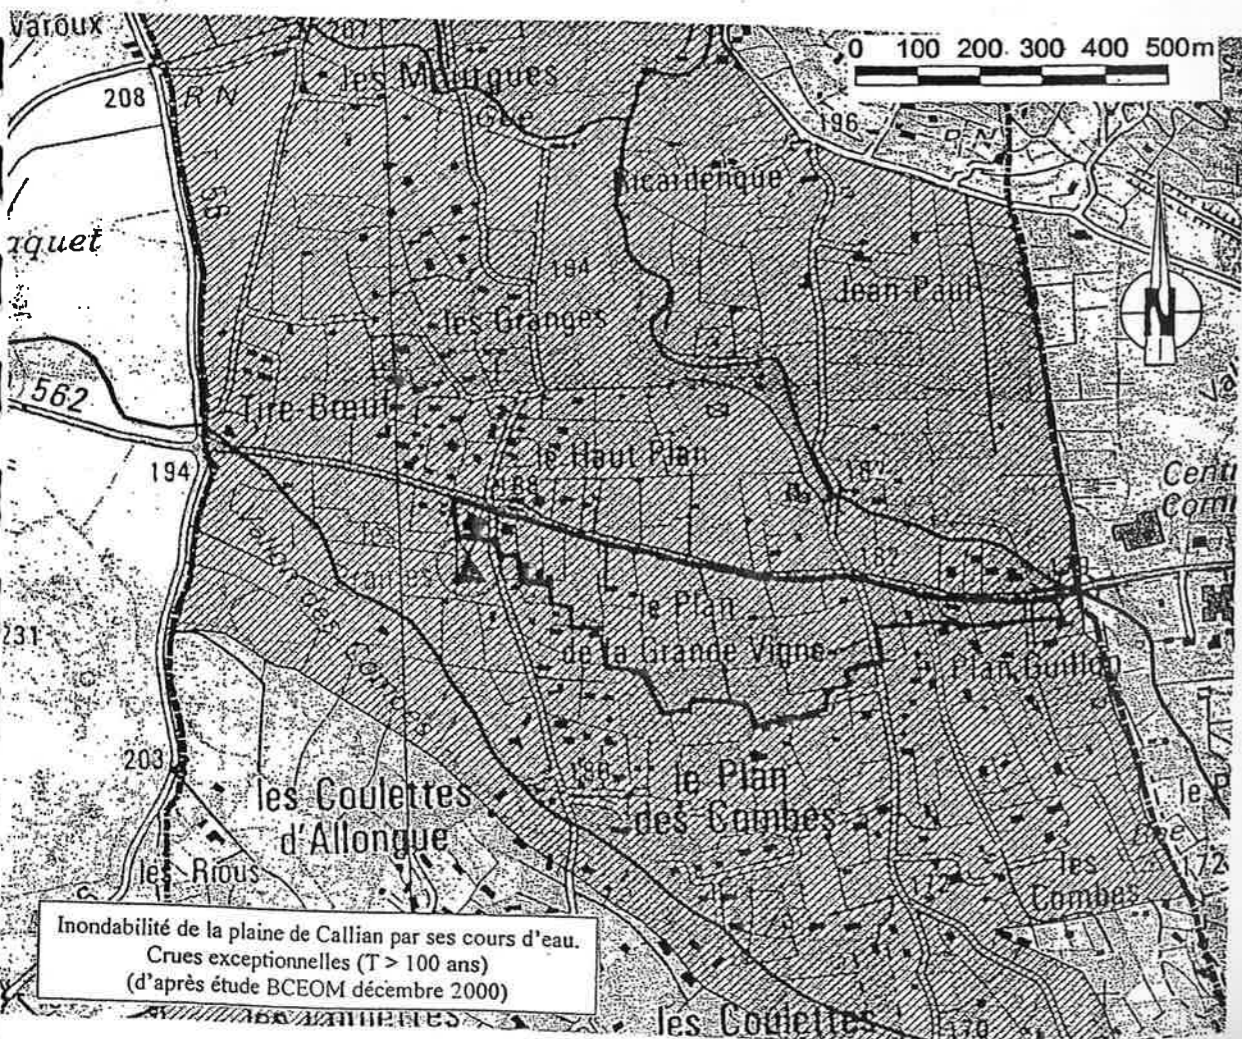 Varoux
0 100 200 300 400 500m
les Mourgues
208
R N
196
Ricardenque
194
Jean-Paul
les Granges
N
562
Tire-Bœuf
le Haut Plan
194
187
182
le Plan
de la Grande Vigne
231
Plan Guillon
203
le Plan
des Combes
les Coulettes
d'Allongue
les Rious
les
Combes
172
Inondabilité de la plaine de Callian par ses cours d'eau.
Crues exceptionnelles (T > 100 ans)
(d'après étude BCEOM décembre 2000)
les Coulettes
170